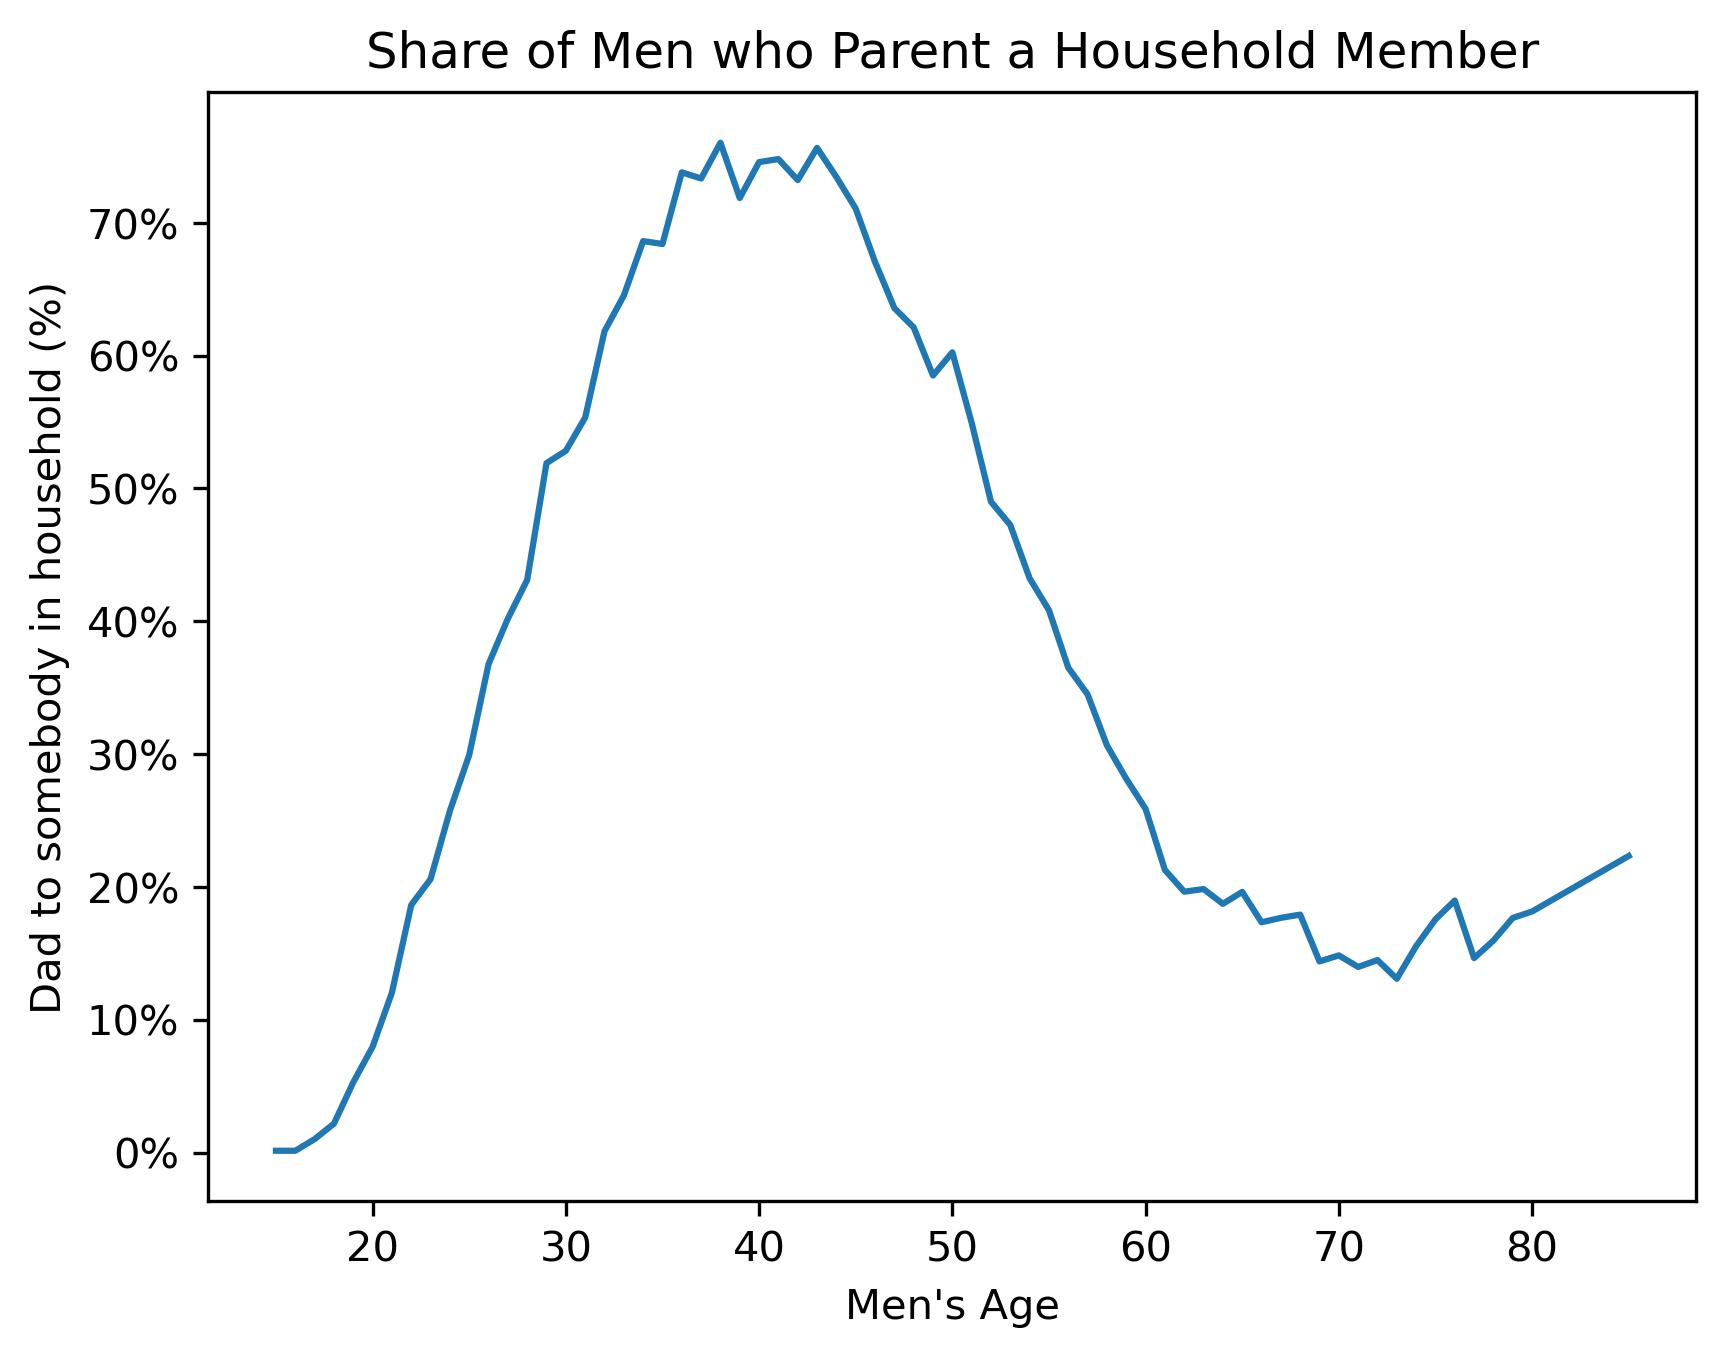 Share of Men who Parent a Household Member
Dad to somebody in household (%)
70%
60%
50%
40%
30%
20%
10%
0%
20 30 40 50 60 70 80
Men's Age